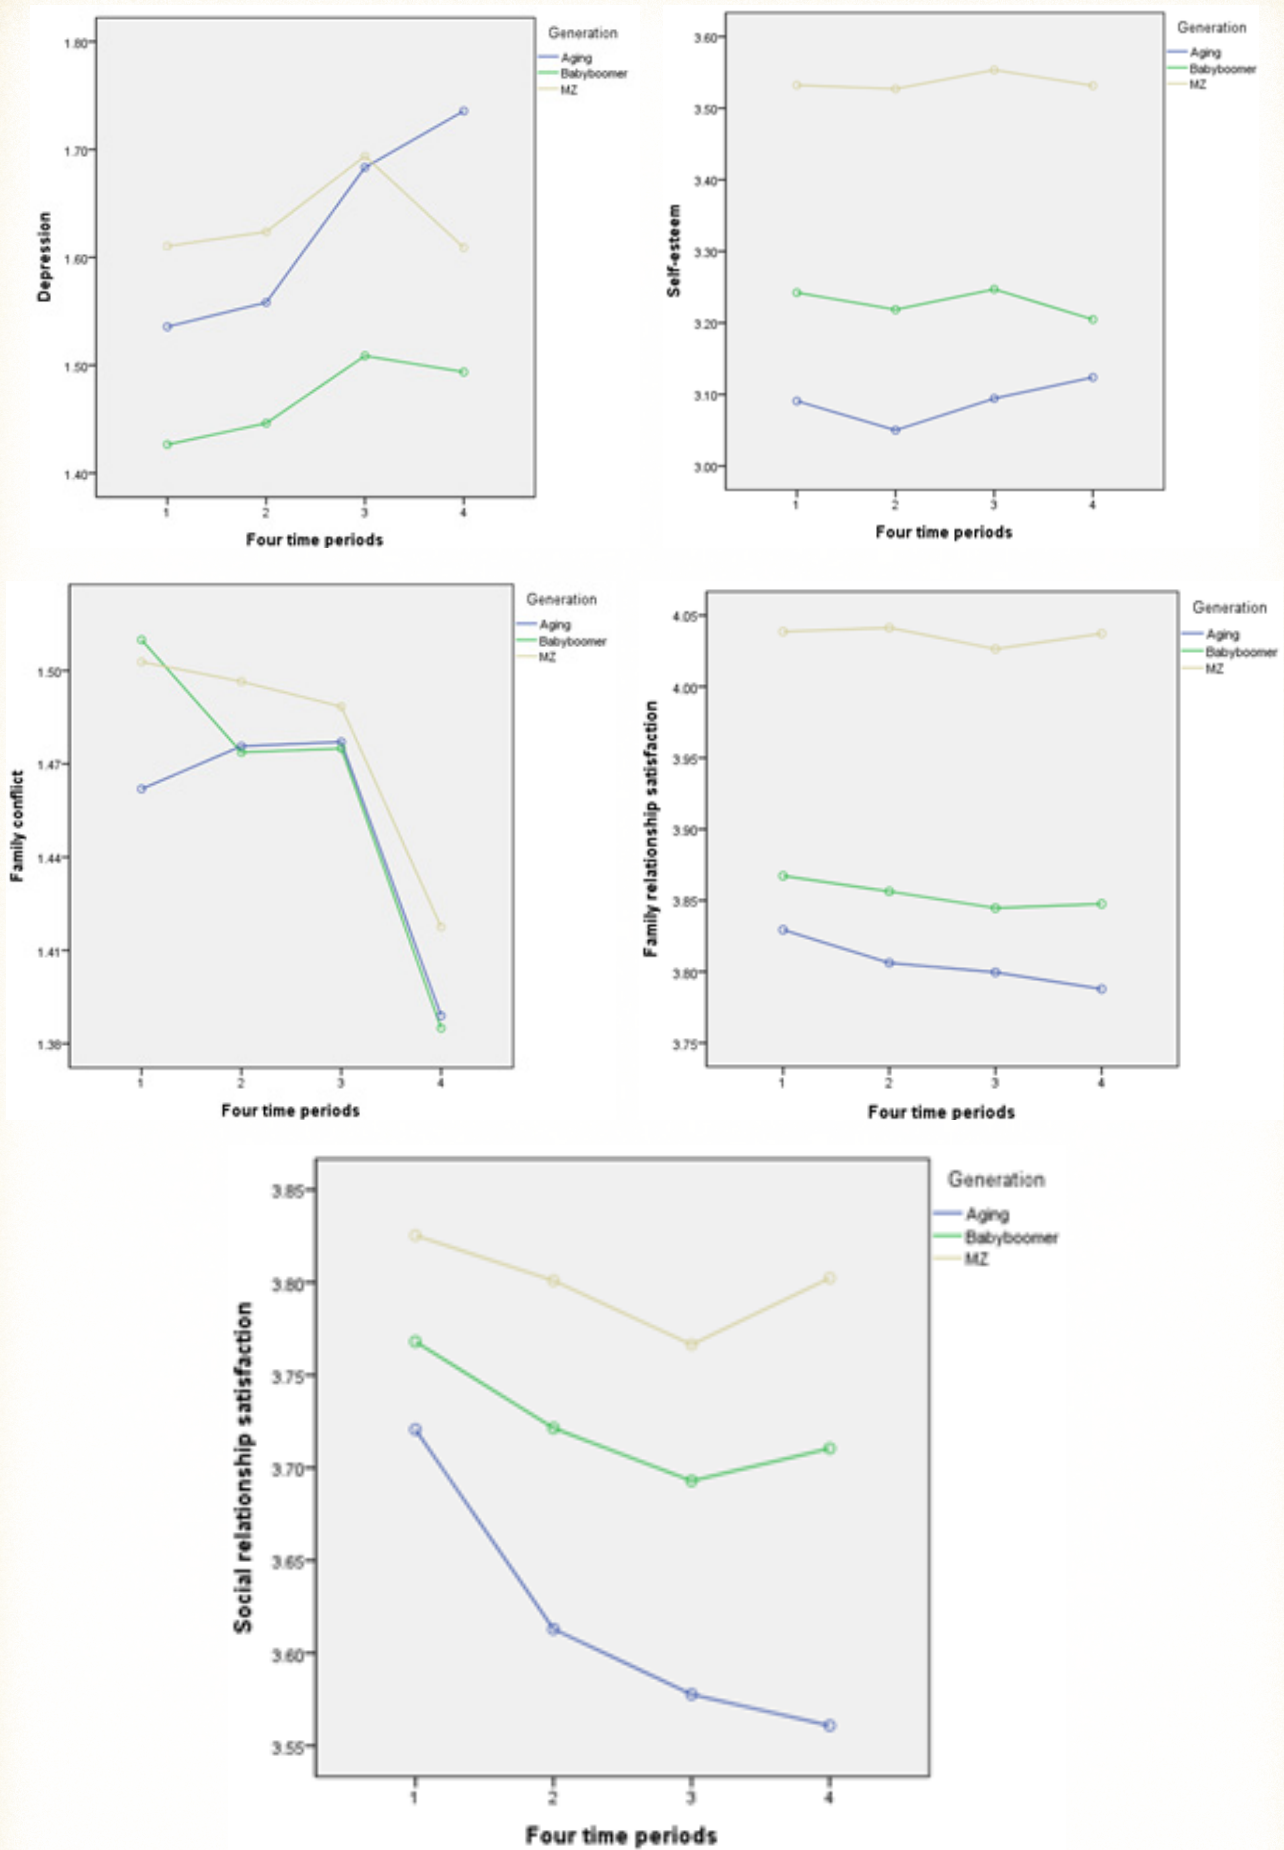 Generation
Aging
Babyboomer
MZ
1.80
1.70
1.60
1.50
1.40
Depression
1
2
3
4
Four time periods
Generation
Aging
Babyboomer
MZ
3.60
3.50
3.40
3.30
3.20
3.10
3.00
Self-esteem
1
2
3
4
Four time periods
Generation
Aging
Babyboomer
MZ
1.50
1.47
1.44
1.41
1.38
Family conflict
1
2
3
4
Four time periods
Generation
Aging
Babyboomer
MZ
4.05
4.00
3.95
3.90
3.85
3.80
3.75
Family relationship satisfaction
1
2
3
4
Four time periods
Generation
Aging
Babyboomer
MZ
3.85
3.80
3.75
3.70
3.65
3.60
3.55
Social relationship satisfaction
1
2
3
4
Four time periods